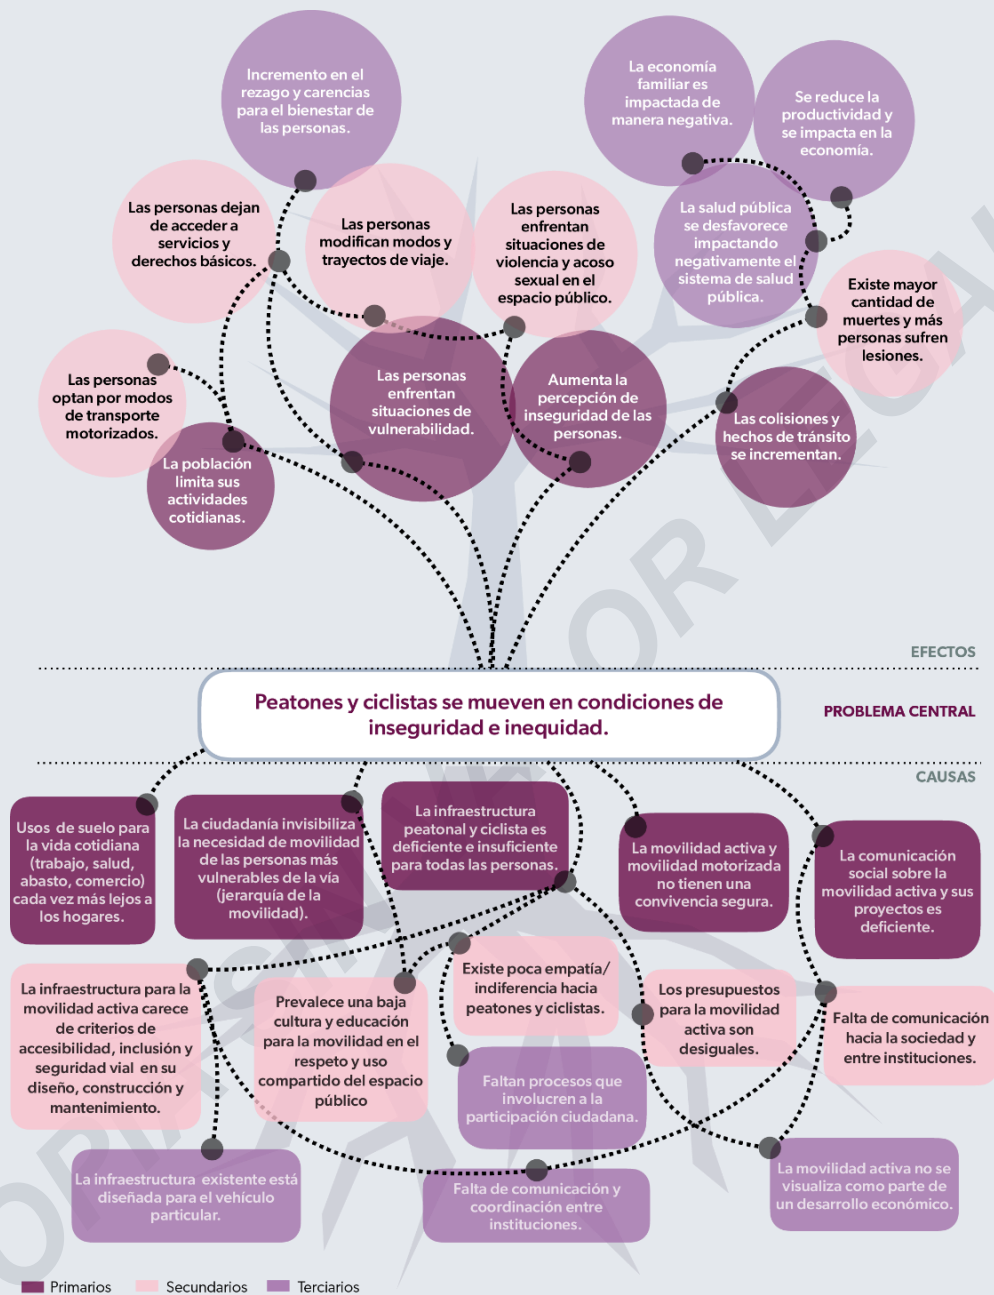 Incremento en el
rezago y carencias
para el bienestar de
las personas.
La economía
familiar es
impactada de
manera negativa.
Se reduce la
productividad y
se impacta en la
economía.
Las personas dejan
de acceder a
servicios y
derechos básicos.
Las personas
modifican modos y
trayectos de viaje.
Las personas
enfrentan
situaciones de
violencia y acoso
sexual en el
espacio público.
La salud pública
se desfavorece
impactando
negativamente el
sistema de salud
pública.
Existe mayor
cantidad de
muertes y más
personas sufren
lesiones.
Las personas
optan por modos
de transporte
motorizados.
Las personas
enfrentan
situaciones de
vulnerabilidad.
Aumenta la
percepción de
inseguridad de las
personas.
Las colisiones y
hechos de tránsito
se incrementan.
La población
limita sus
actividades
cotidianas.
EFECTOS
Peatones y ciclistas se mueven en condiciones de
inseguridad e inequidad.
PROBLEMA CENTRAL
CAUSAS
Usos de suelo para
la vida cotidiana
(trabajo, salud,
abasto, comercio)
cada vez más lejos a
los hogares.
La ciudadanía invisibiliza
la necesidad de movilidad
de las personas más
vulnerables de la vía
(jerarquía de la
movilidad).
La infraestructura
peatonal y ciclista es
deficiente e insuficiente
para todas las personas.
La movilidad activa y
movilidad motorizada
no tienen una
convivencia segura.
La comunicación
social sobre la
movilidad activa y sus
proyectos es
deficiente.
La infraestructura para la
movilidad activa carece
de criterios de
accesibilidad, inclusión y
seguridad vial en su
diseño, construcción y
mantenimiento.
Prevalece una baja
cultura y educación
para la movilidad en el
respeto y uso
compartido del espacio
público
Existe poca empatía/
indiferencia hacia
peatones y ciclistas.
Los presupuestos
para la movilidad
activa son
desiguales.
Falta de comunicación
hacia la sociedad y
entre instituciones.
Faltan procesos que
involucren a la
participación ciudadana.
La infraestructura existente está
diseñada para el vehículo
particular.
Falta de comunicación y
coordinación entre
instituciones.
La movilidad activa no se
visualiza como parte de
un desarrollo económico.
Primarios Secundarios Terciarios